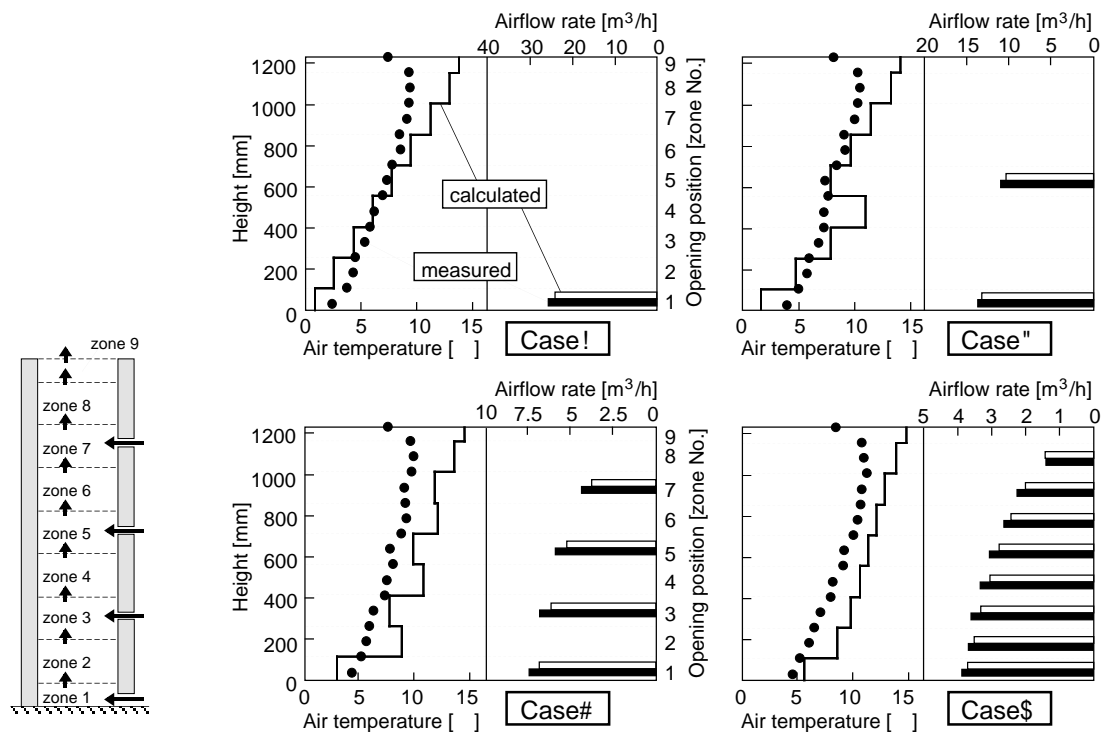 zone 9
zone 8
zone 7
zone 6
zone 5
zone 4
zone 3
zone 2
zone 1
Airflow rate [m3/h]
40 30 20 10 0
Height [mm]
1200
1000
800
600
400
200
0
calculated
measured
Opening position [zone No.]
9
8
7
6
5
4
3
2
1
0 5 10 15
Air temperature [ ]
Case!
Airflow rate [m3/h]
20 15 10 5 0
0 5 10 15
Air temperature [ ]
Case"
Airflow rate [m3/h]
10 7.5 5 2.5 0
Height [mm]
1200
1000
800
600
400
200
0
Opening position [zone No.]
9
8
7
6
5
4
3
2
1
0 5 10 15
Air temperature [ ]
Case#
Airflow rate [m3/h]
5 4 3 2 1 0
0 5 10 15
Air temperature [ ]
Case$